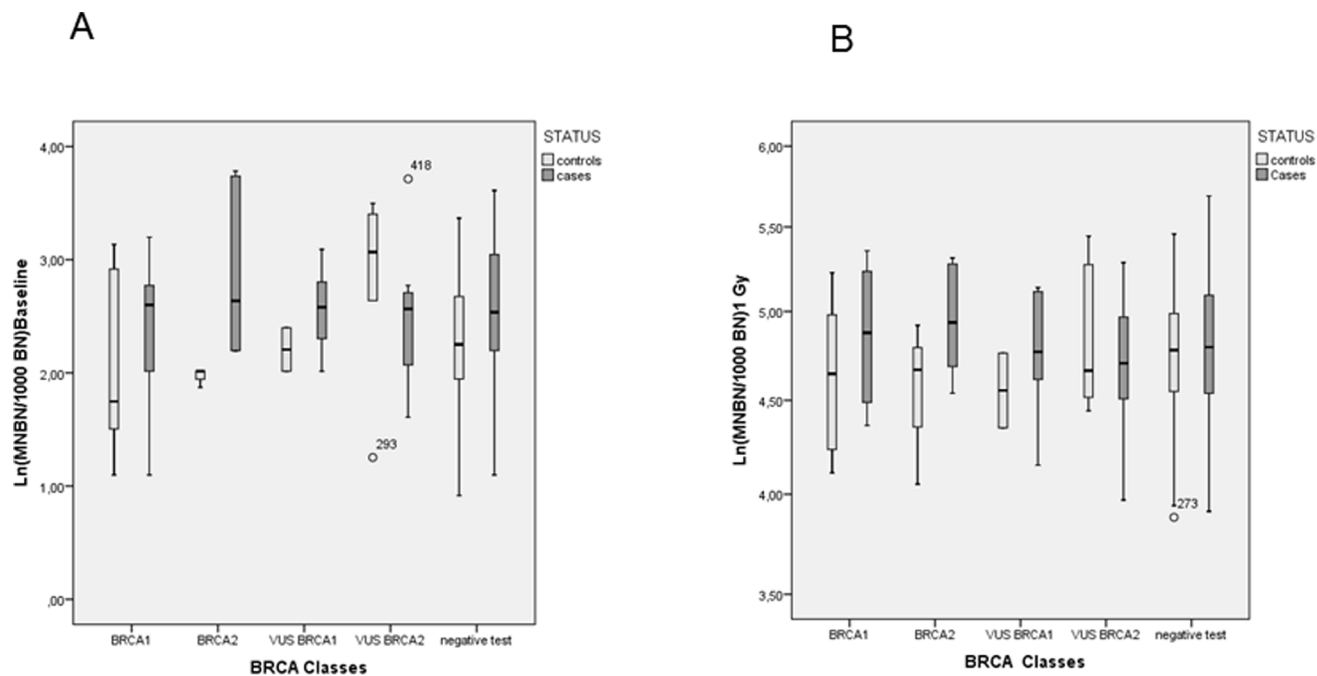 A
STATUS
controls
cases
4,00
3,00
2,00
1,00
,00
Ln(MNBN/1000 BN)Baseline
418
293
BRCA1
BRCA2
VUS BRCA1
VUS BRCA2
negative test
BRCA Classes
B
STATUS
controls
Cases
6,00
5,50
5,00
4,50
4,00
3,50
Ln(MNBN/1000 BN)1 Gy
273
BRCA1
BRCA2
VUS BRCA1
VUS BRCA2
negative test
BRCA Classes